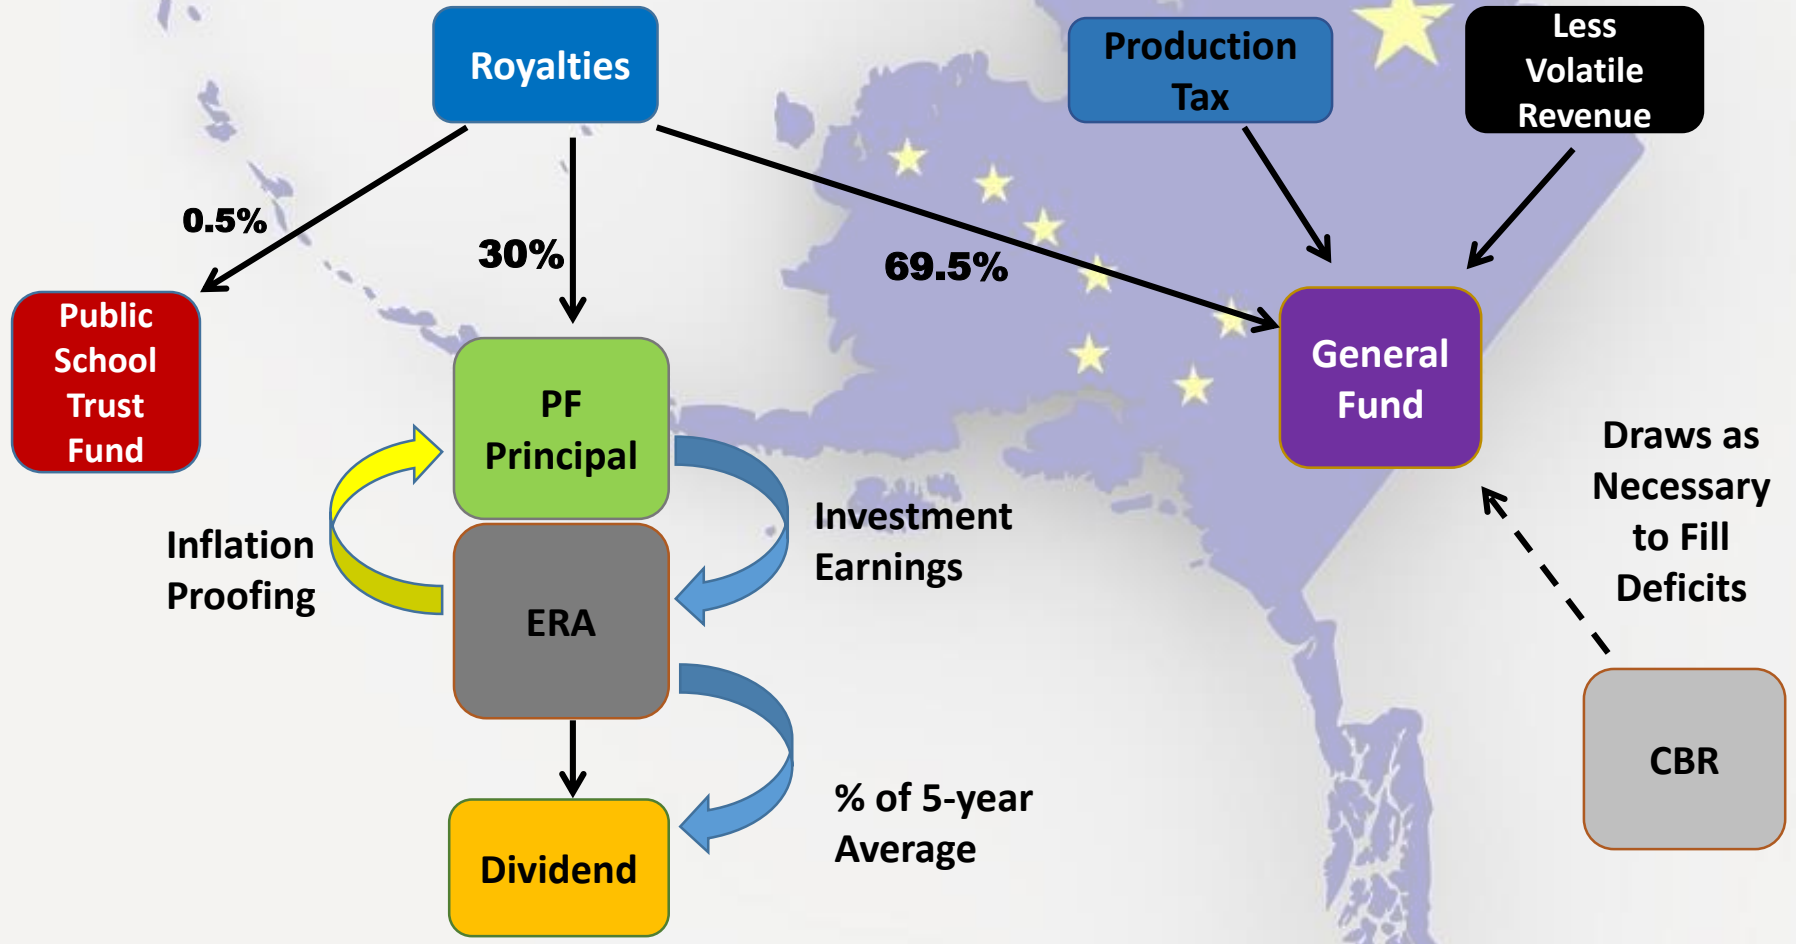 Royalties
Production
Tax
Less
Volatile
Revenue
0.5%
30%
69.5%
Public
School
Trust
Fund
PF
Principal
General
Fund
Draws as
Necessary
to Fill
Deficits
Inflation
Proofing
Investment
Earnings
ERA
CBR
% of 5-year
Average
Dividend